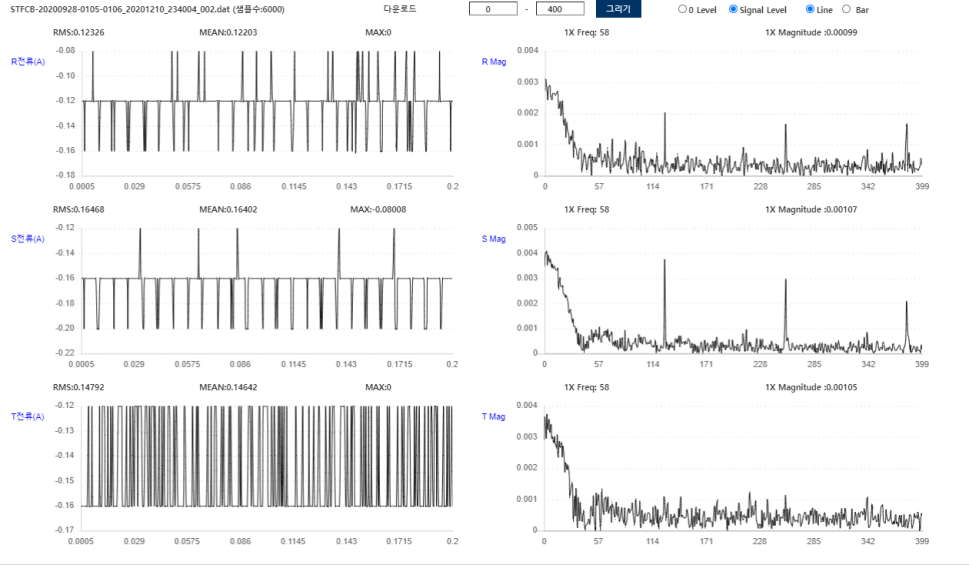 STFCB-20200928-0105-0106_20201210_234004_002.dat (샘플수:6000) 다운로드 0 - 400 그리기 0 Level Signal Level Line Bar
RMS:0.12326 MEAN:0.12203 MAX:0
R전류(A)
-0.08
-0.10
-0.12
-0.14
-0.16
-0.18
0.0005 0.029 0.0575 0.086 0.1145 0.143 0.1715 0.2
1X Freq: 58 1X Magnitude :0.00099
R Mag
0.004
0.003
0.002
0.001
0
0 57 114 171 228 285 342 399
RMS:0.16468 MEAN:0.16402 MAX:-0.08008
S전류(A)
-0.12
-0.14
-0.16
-0.18
-0.20
-0.22
0.0005 0.029 0.0575 0.086 0.1145 0.143 0.1715 0.2
1X Freq: 58 1X Magnitude :0.00107
S Mag
0.005
0.004
0.003
0.002
0.001
0
0 57 114 171 228 285 342 399
RMS:0.14792 MEAN:0.14642 MAX:0
T전류(A)
-0.12
-0.13
-0.14
-0.15
-0.16
-0.17
0.0005 0.029 0.0575 0.086 0.1145 0.143 0.1715 0.2
1X Freq: 58 1X Magnitude :0.00105
T Mag
0.004
0.003
0.002
0.001
0
0 57 114 171 228 285 342 399